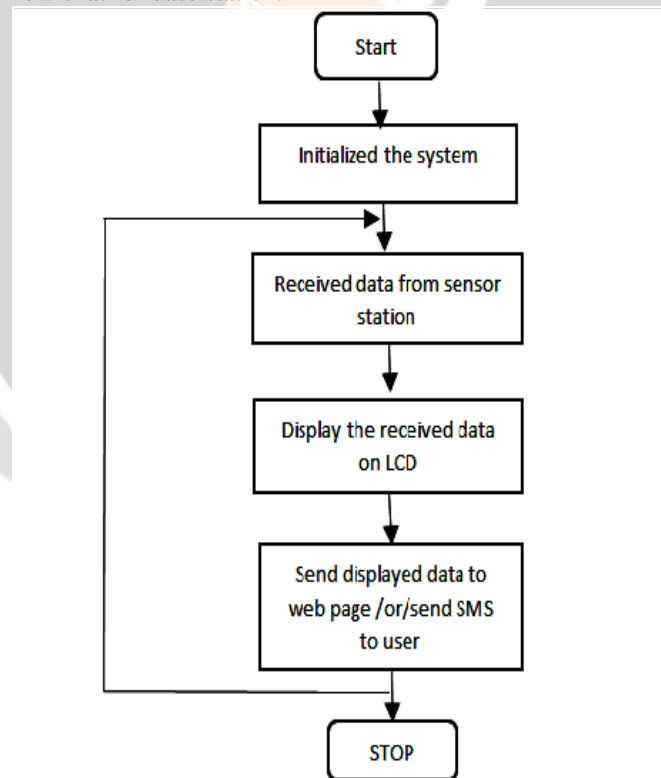 Start
Initialized the system
Received data from sensor
station
Display the received data
on LCD
Send displayed data to
web page /or/send SMS
to user
STOP